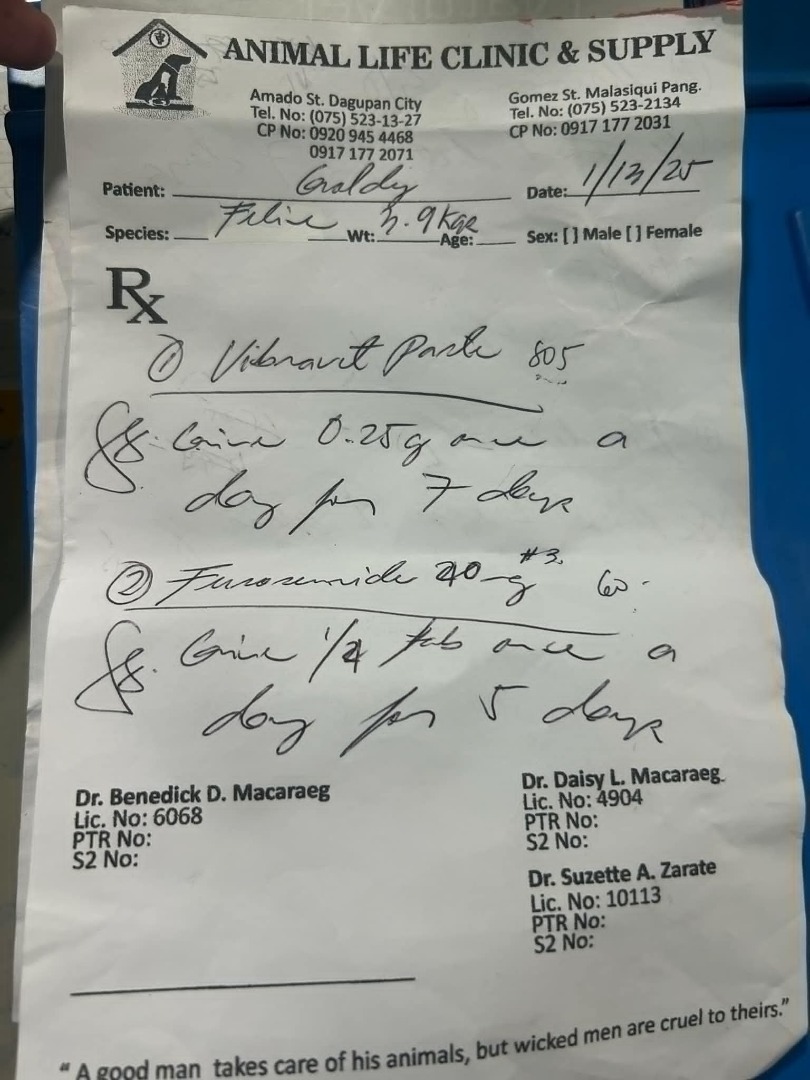 ANIMAL LIFE CLINIC & SUPPLY
Amado St. Dagupan City
Tel. No: (075) 523-13-27
CP No: 0920 945 4468
0917 177 2071
Gomez St. Malasiqui Pang.
Tel. No: (075) 523-2134
CP No: 0917 177 2031
Patient: Date: 1/13/25
Species: Feline Wt: 3.9 kgs Age: Sex: [ ] Male [ ] Female
Rx
① Vibravet Paste 805
Sg. Give 0.25g once a
day for 7 days
② Furosemide 40mg #3 60
Sg. Give 1/4 tab once a
day for 5 days
Dr. Benedick D. Macaraeg
Lic. No: 6068
PTR No:
S2 No:
Dr. Daisy L. Macaraeg
Lic. No: 4904
PTR No:
S2 No:
Dr. Suzette A. Zarate
Lic. No: 10113
PTR No:
S2 No:
“ A good man takes care of his animals, but wicked men are cruel to theirs.”